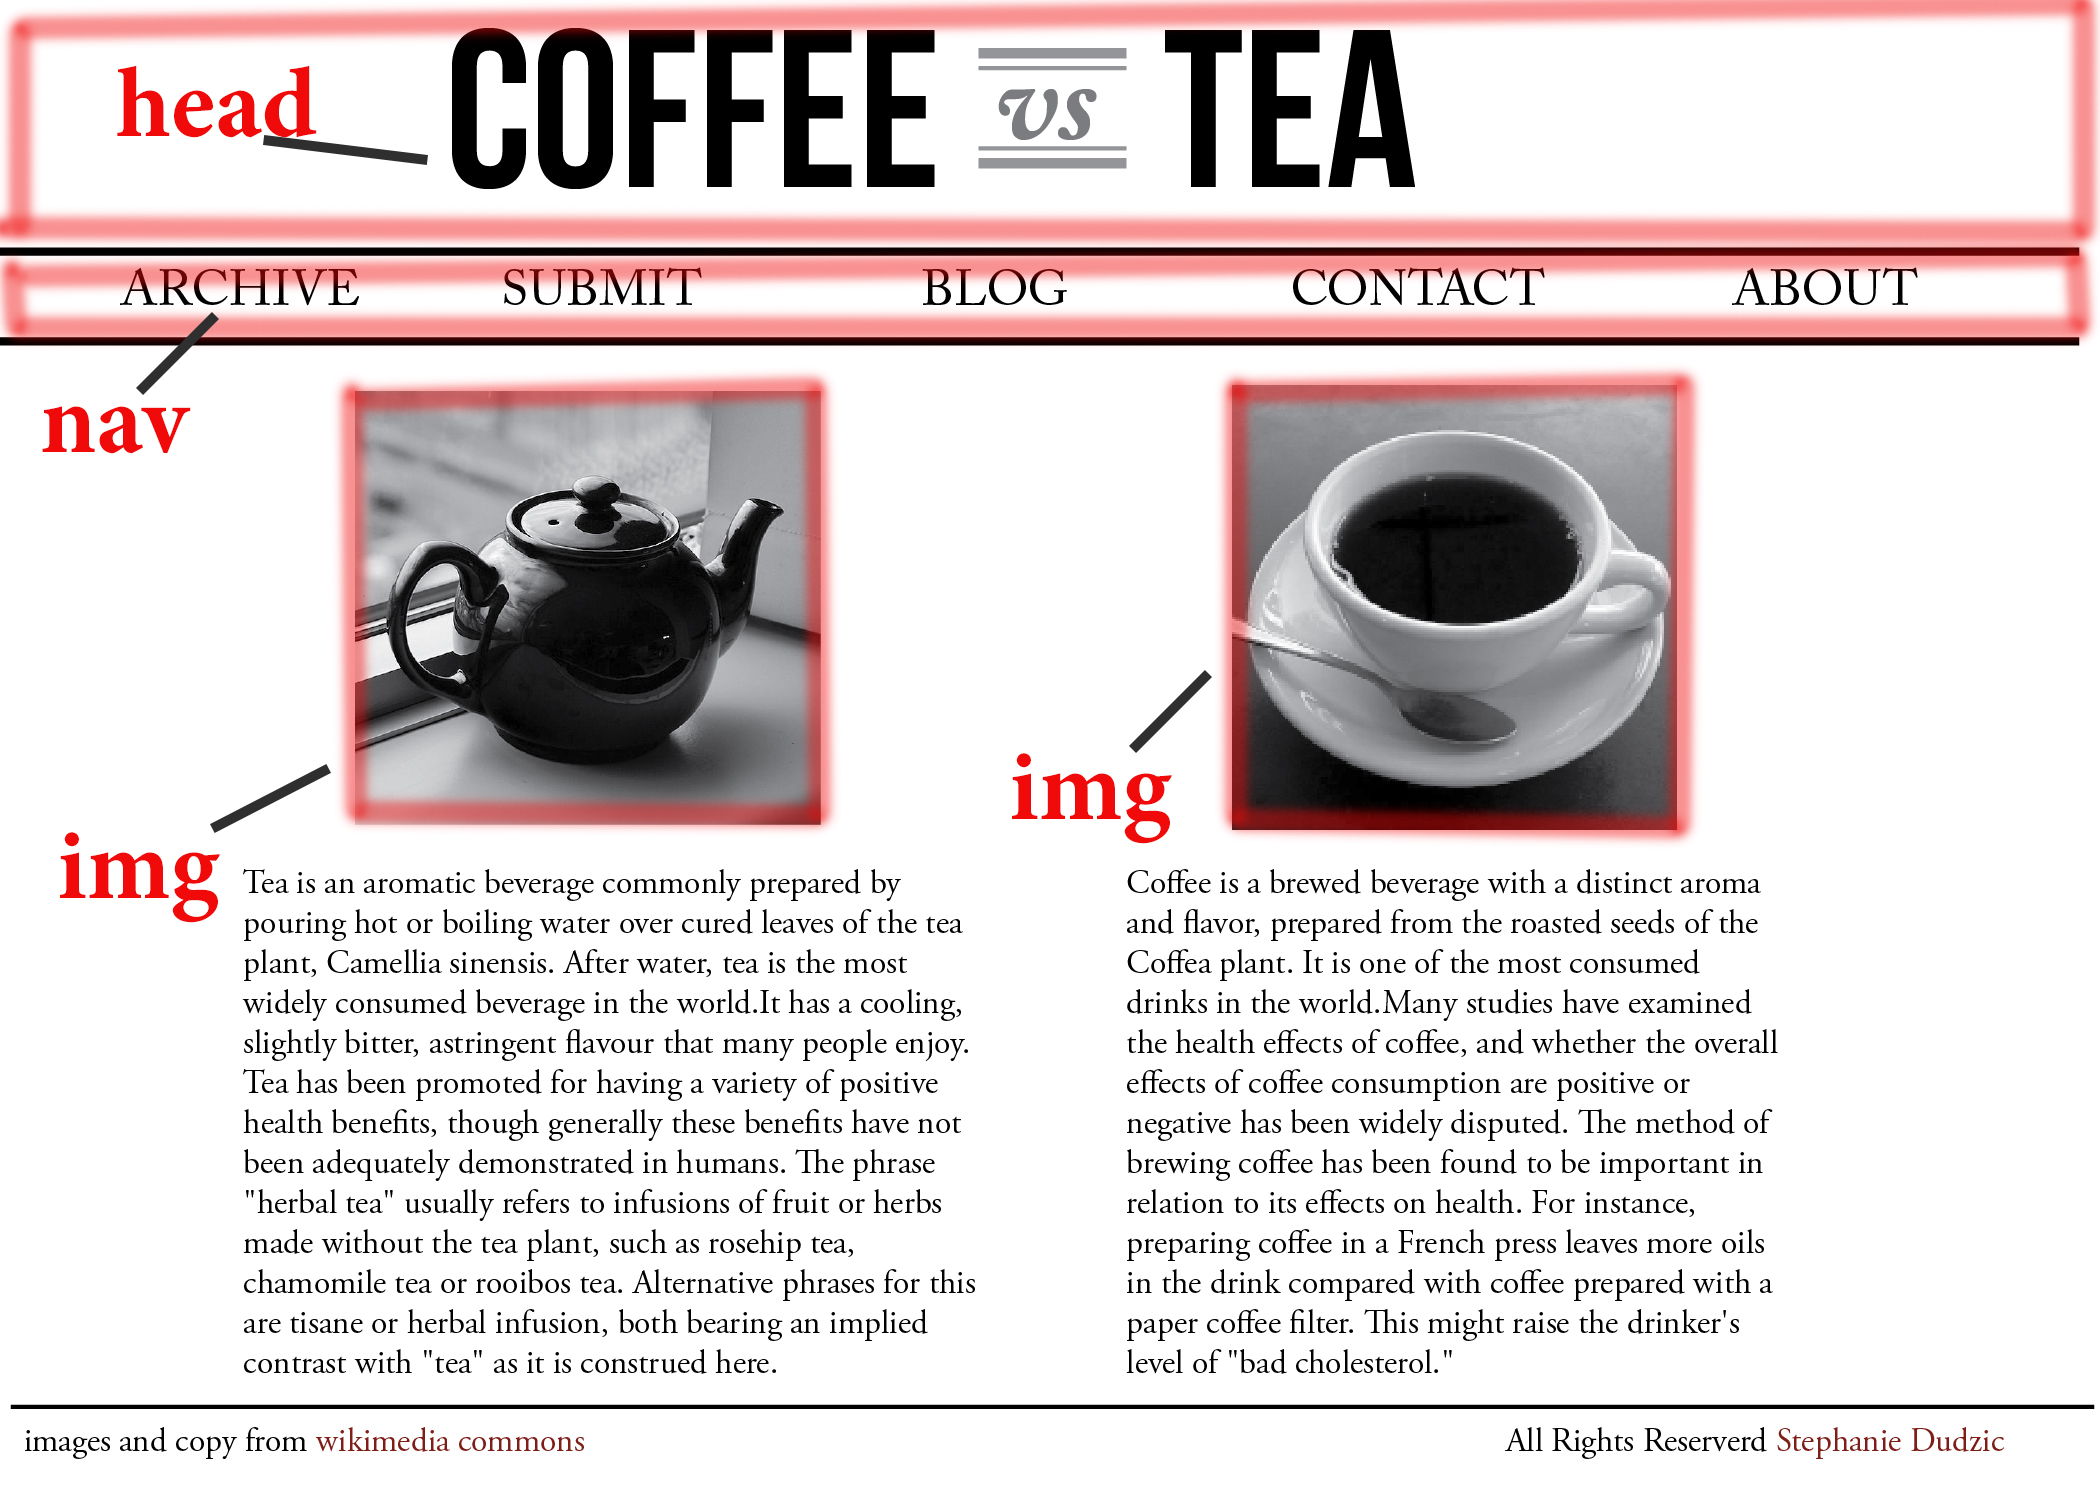 COFFEE vs TEA
head
ARCHIVE SUBMIT BLOG CONTACT ABOUT
nav
img
Tea is an aromatic beverage commonly prepared by
pouring hot or boiling water over cured leaves of the tea
plant, Camellia sinensis. After water, tea is the most
widely consumed beverage in the world.It has a cooling,
slightly bitter, astringent flavour that many people enjoy.
Tea has been promoted for having a variety of positive
health benefits, though generally these benefits have not
been adequately demonstrated in humans. The phrase
"herbal tea" usually refers to infusions of fruit or herbs
made without the tea plant, such as rosehip tea,
chamomile tea or rooibos tea. Alternative phrases for this
are tisane or herbal infusion, both bearing an implied
contrast with "tea" as it is construed here.
img
Coffee is a brewed beverage with a distinct aroma
and flavor, prepared from the roasted seeds of the
Coffea plant. It is one of the most consumed
drinks in the world.Many studies have examined
the health effects of coffee, and whether the overall
effects of coffee consumption are positive or
negative has been widely disputed. The method of
brewing coffee has been found to be important in
relation to its effects on health. For instance,
preparing coffee in a French press leaves more oils
in the drink compared with coffee prepared with a
paper coffee filter. This might raise the drinker's
level of "bad cholesterol."
images and copy from wikimedia commons
All Rights Reserverd Stephanie Dudzic